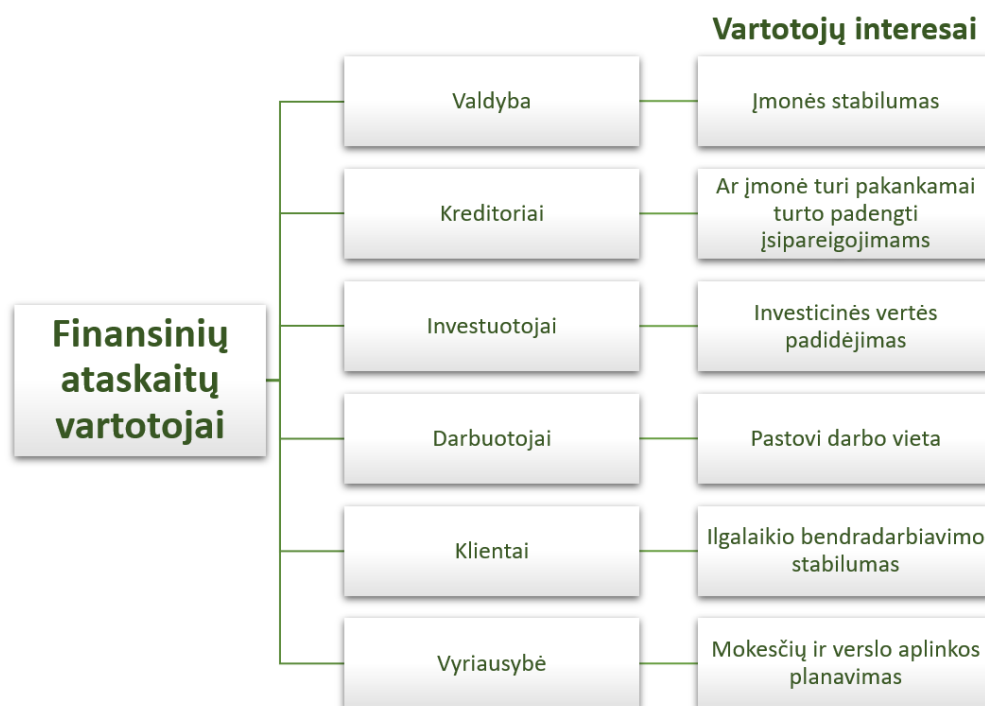 Vartotojų interesai
Valdyba
Įmonės stabilumas
Kreditoriai
Ar įmonė turi pakankamai
turto padengti
įsipareigojimams
Finansinių
ataskaitų
vartotojai
Investuotojai
Investicinės vertės
padidėjimas
Darbuotojai
Pastovi darbo vieta
Klientai
Ilgalaikio bendradarbiavimo
stabilumas
Vyriausybė
Mokesčių ir verslo aplinkos
planavimas